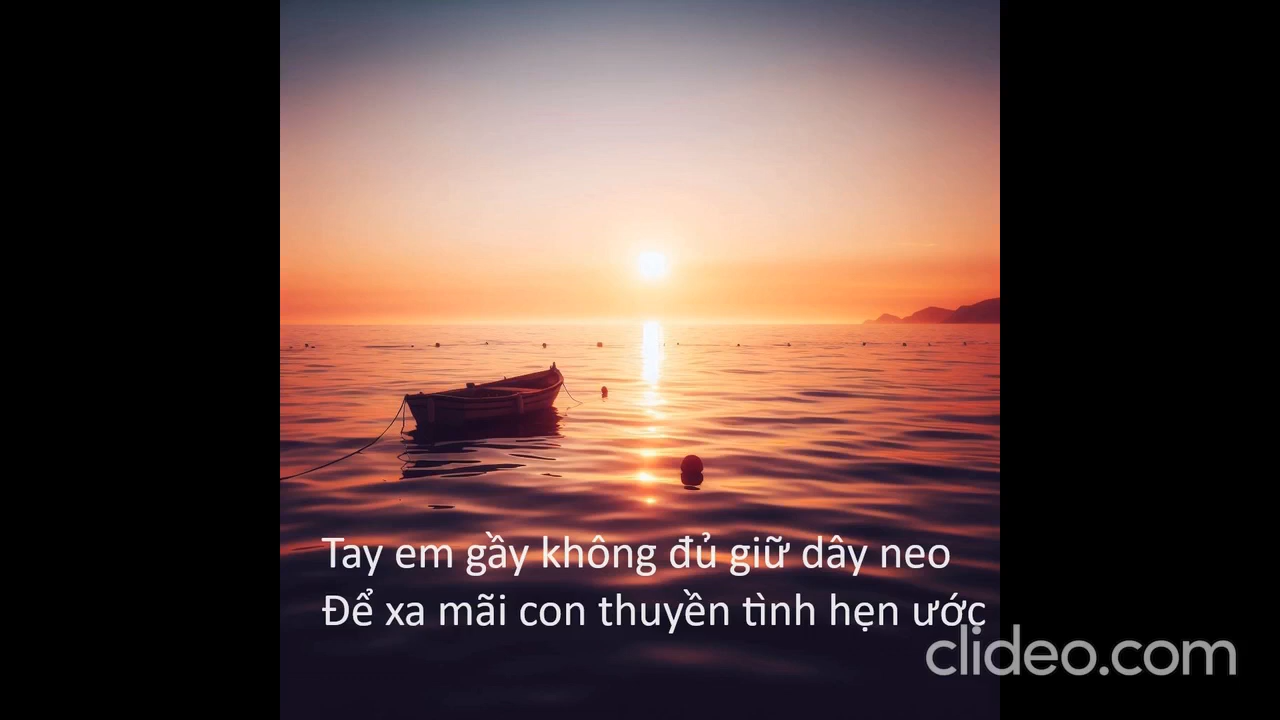 Tay em gầy không đủ giữ dây neo
Để xa mãi con thuyền tình hẹn ước
clideo.com